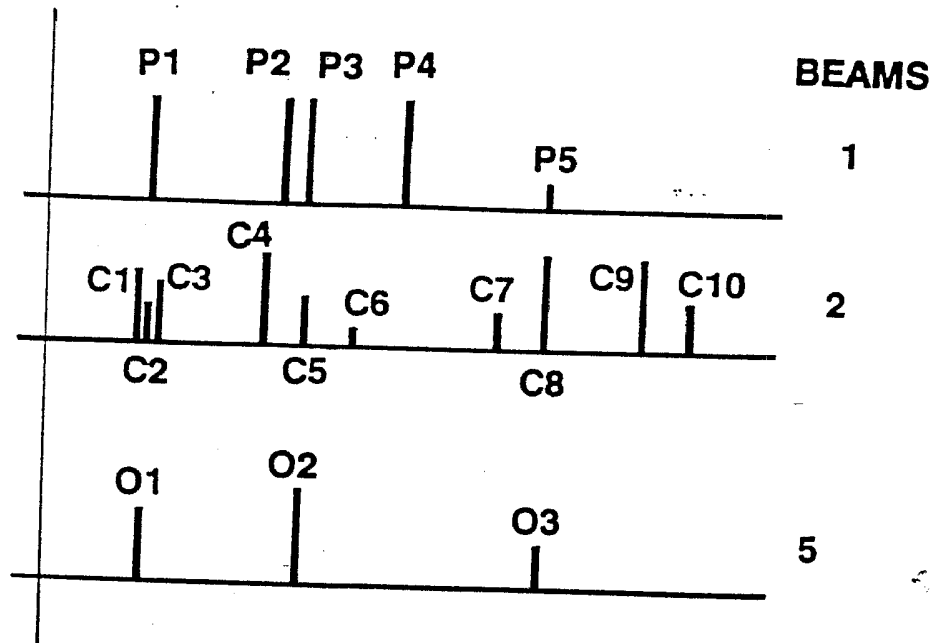 P1 P2 P3 P4 BEAMS
P5 1
C4
C1 C3 C6 C7 C9 C10 2
C2 C5 C8
O1 O2 O3 5